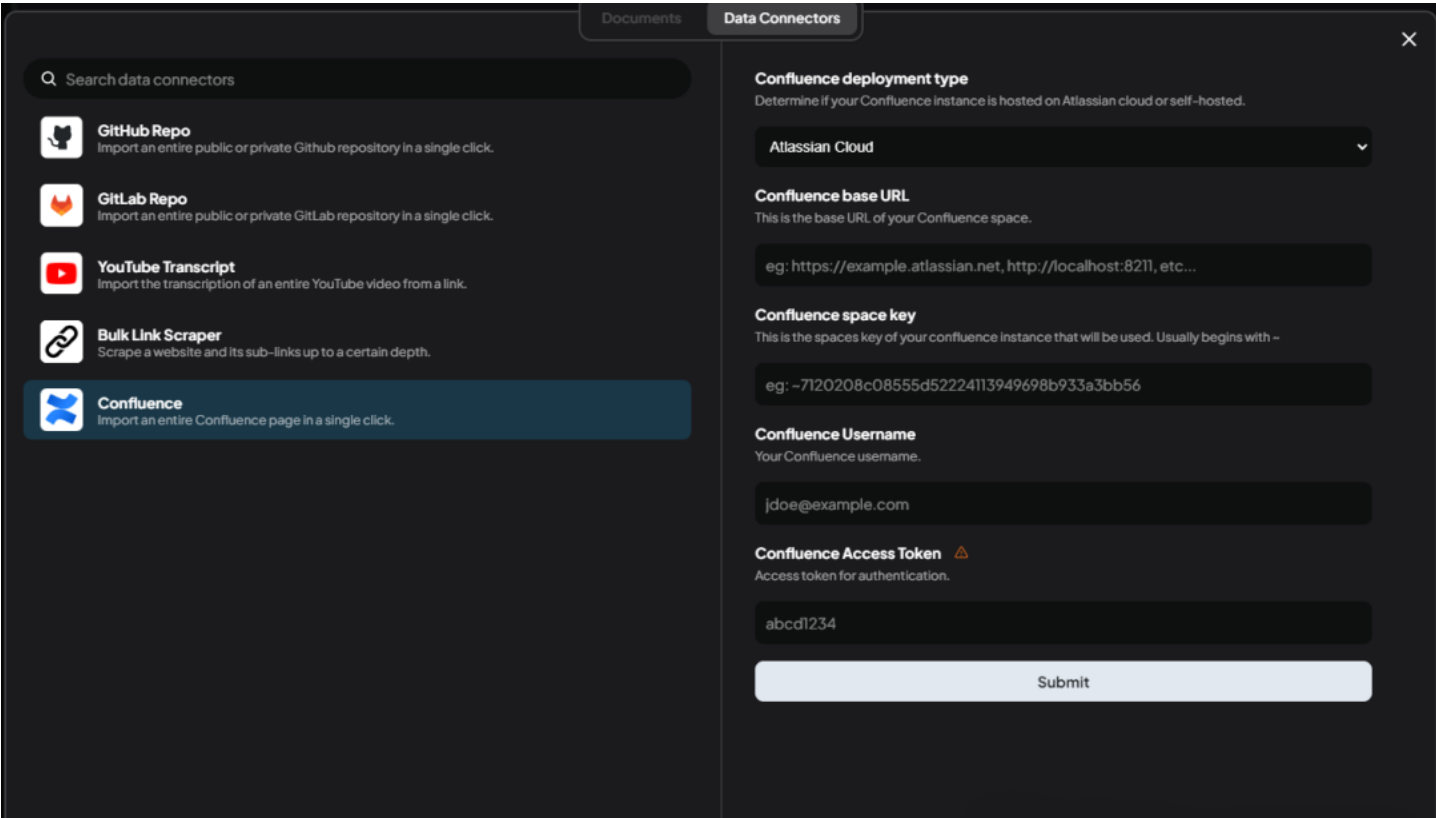 Documents
Data Connectors
Search data connectors
GitHub Repo
Import an entire public or private Github repository in a single click.
GitLab Repo
Import an entire public or private GitLab repository in a single click.
YouTube Transcript
Import the transcription of an entire YouTube video from a link.
Bulk Link Scraper
Scrape a website and its sub-links up to a certain depth.
Confluence
Import an entire Confluence page in a single click.
Confluence deployment type
Determine if your Confluence instance is hosted on Atlassian cloud or self-hosted.
Atlassian Cloud
Confluence base URL
This is the base URL of your Confluence space.
eg: https://example.atlassian.net, http://localhost:8211, etc...
Confluence space key
This is the spaces key of your confluence instance that will be used. Usually begins with ~
eg: ~7120208c08555d52224113949698b933a3bb56
Confluence Username
Your Confluence username.
jdoe@example.com
Confluence Access Token
Access token for authentication.
abcd1234
Submit